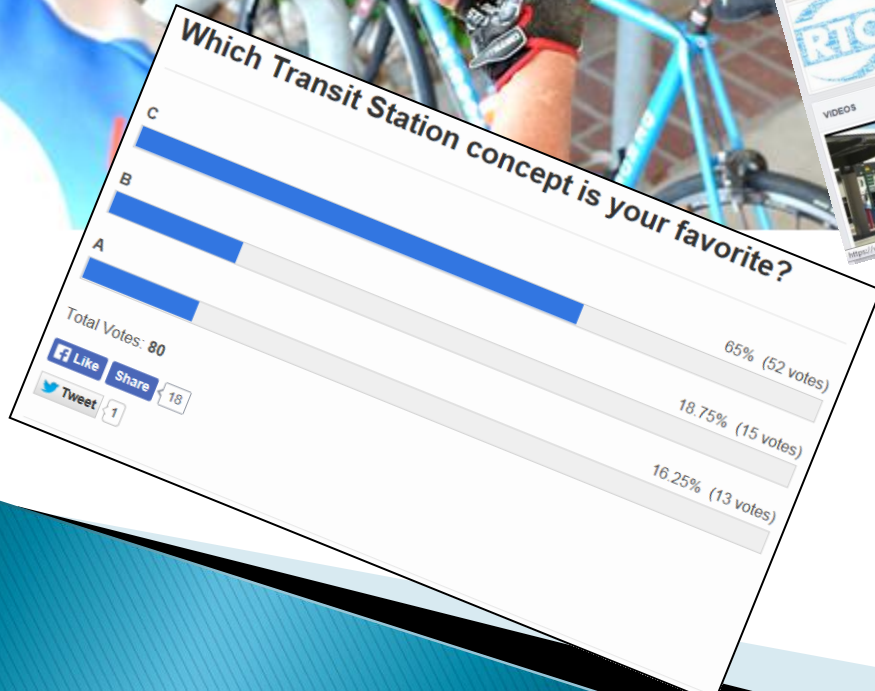 Which Transit Station concept is your favorite?
C
65% (52 votes)
B
18.75% (15 votes)
A
16.25% (13 votes)
Total Votes: 80
Like Share 18
Tweet 1
RTC
VIDEOS